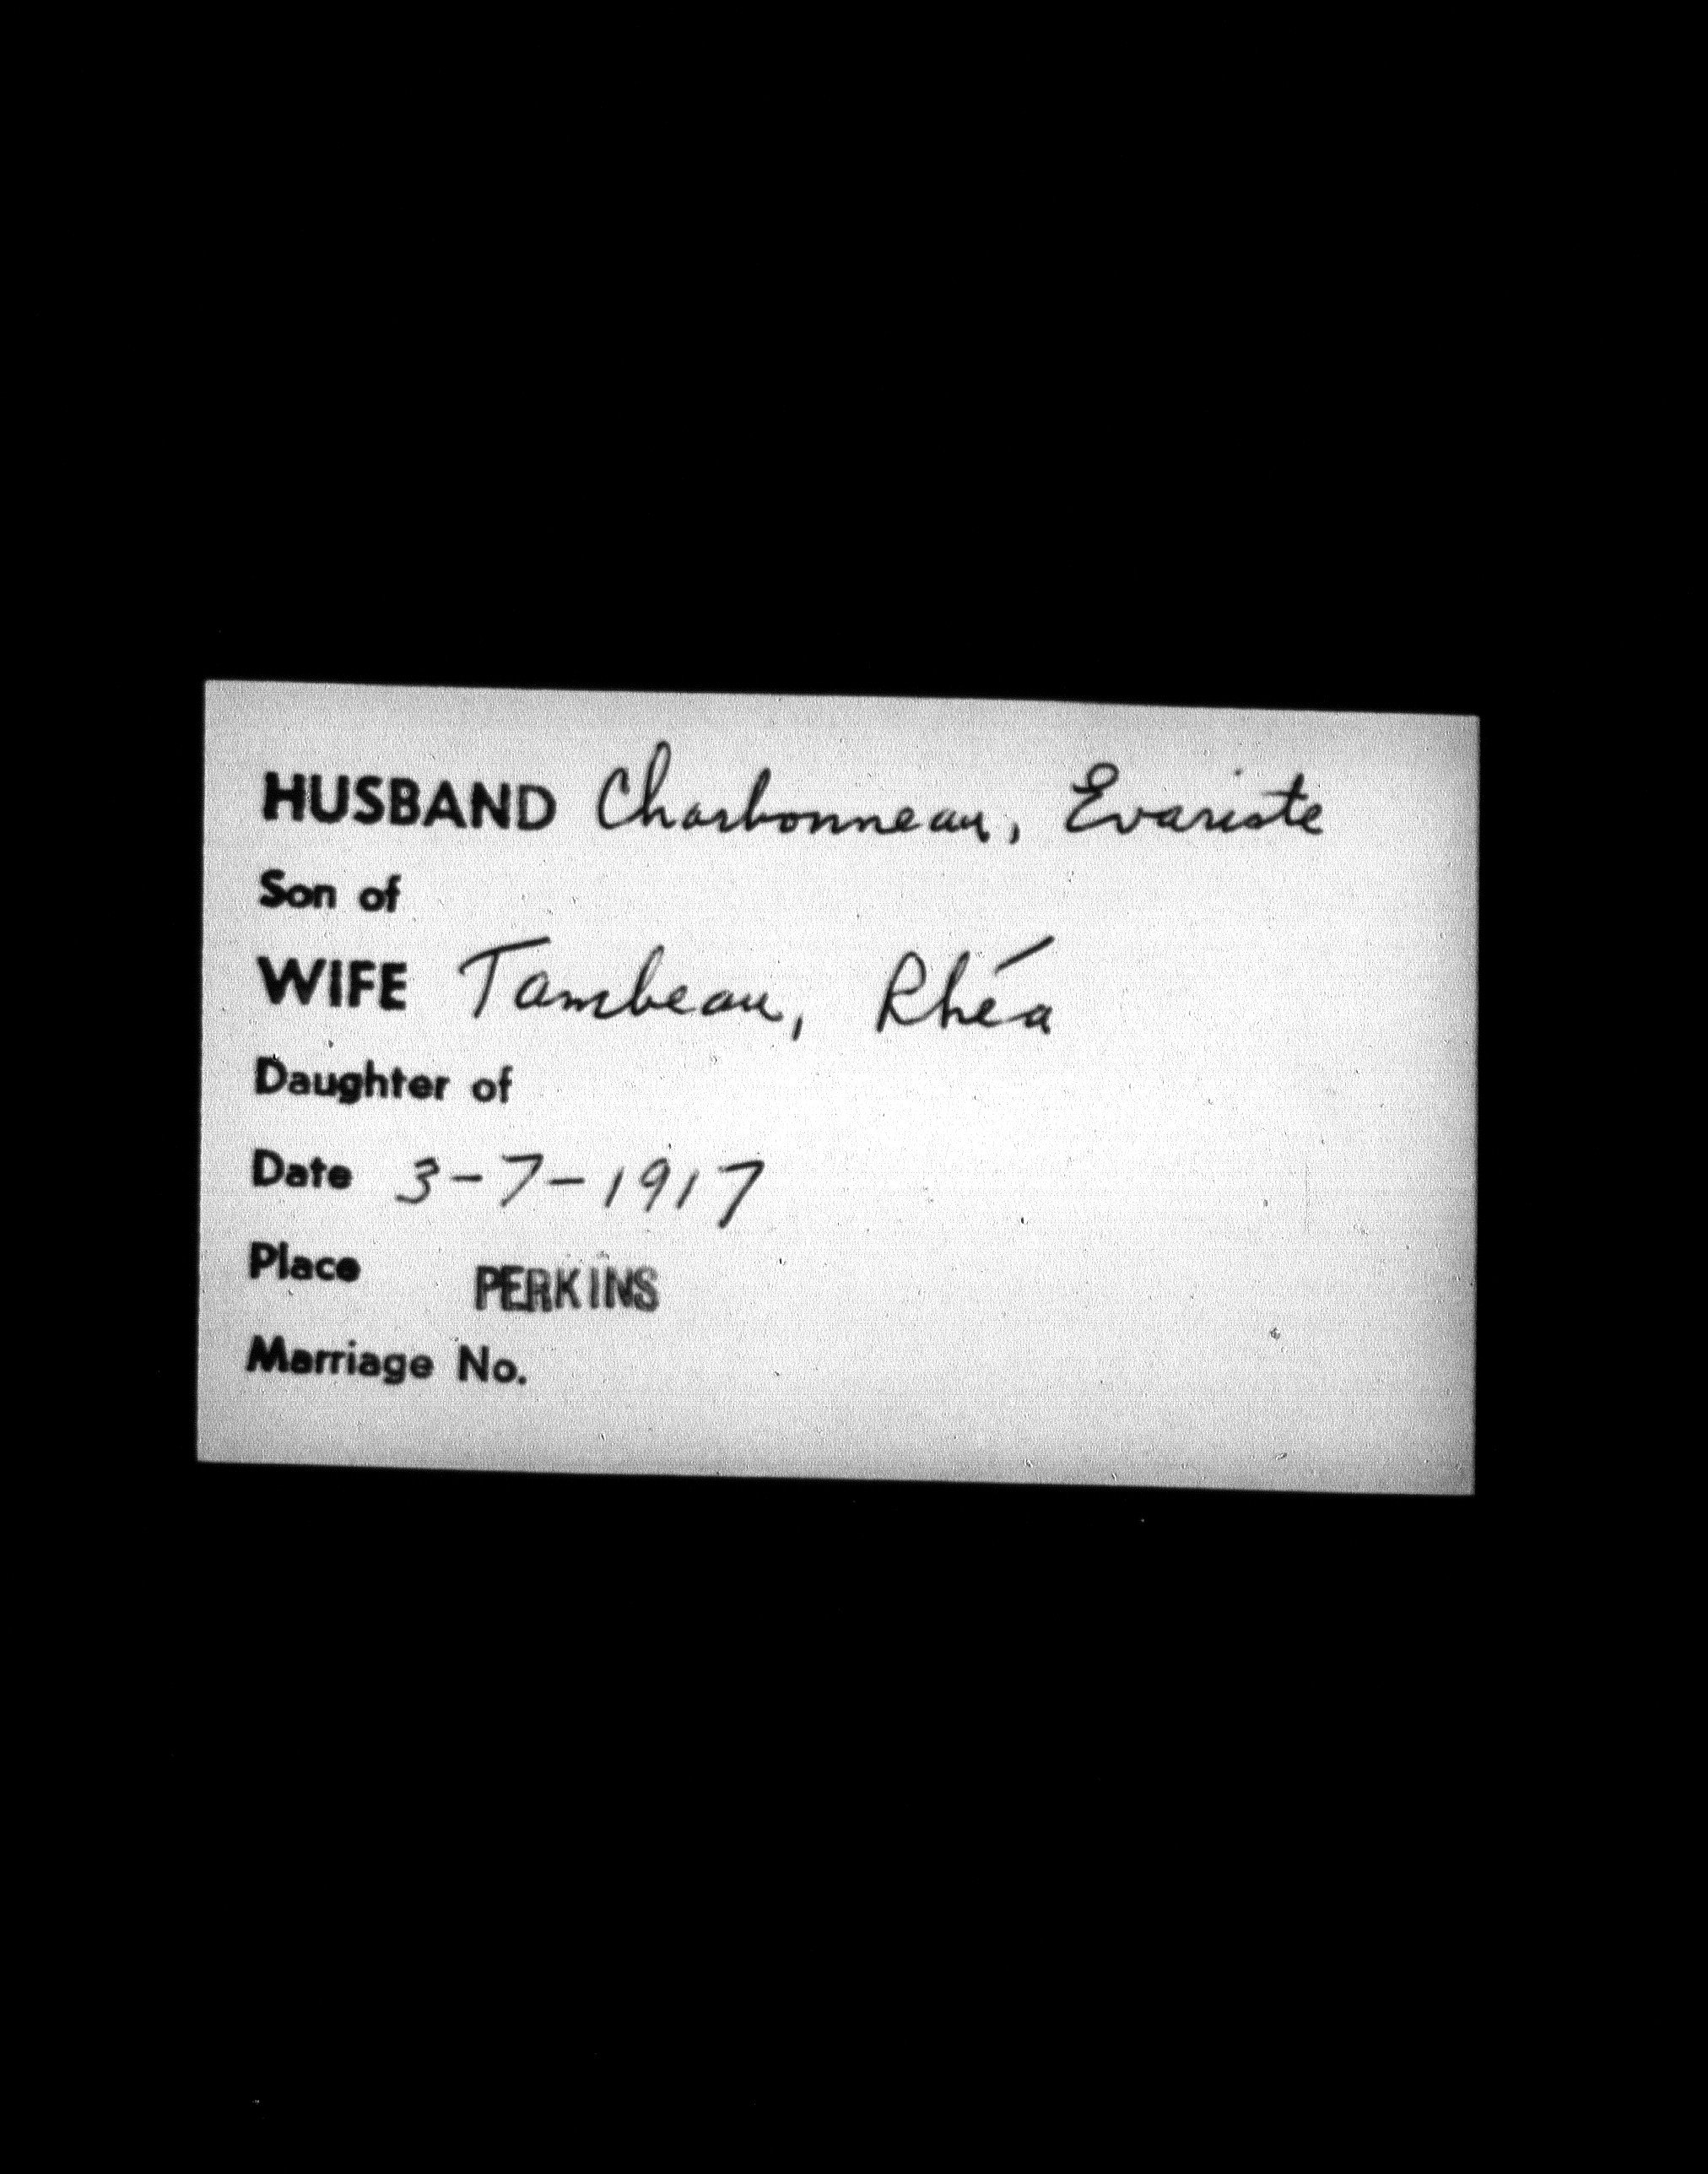 HUSBAND Charbonneau, Evariste
Son of
WIFE Tambeau, Rhéa
Daughter of
Date 3-7-1917
Place PERKINS
Marriage No.